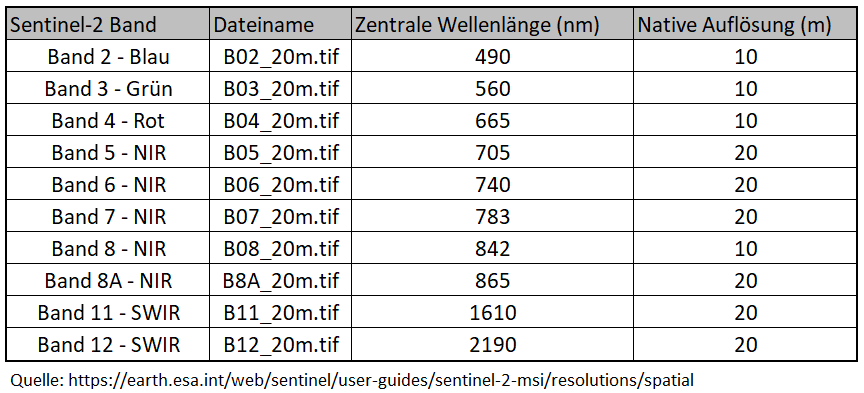 Sentinel-2 Band Dateiname Zentrale Wellenlänge (nm) Native Auflösung (m)
Band 2 - Blau B02_20m.tif 490 10
Band 3 - Grün B03_20m.tif 560 10
Band 4 - Rot B04_20m.tif 665 10
Band 5 - NIR B05_20m.tif 705 20
Band 6 - NIR B06_20m.tif 740 20
Band 7 - NIR B07_20m.tif 783 20
Band 8 - NIR B08_20m.tif 842 10
Band 8A - NIR B8A_20m.tif 865 20
Band 11 - SWIR B11_20m.tif 1610 20
Band 12 - SWIR B12_20m.tif 2190 20
Quelle: https://earth.esa.int/web/sentinel/user-guides/sentinel-2-msi/resolutions/spatial